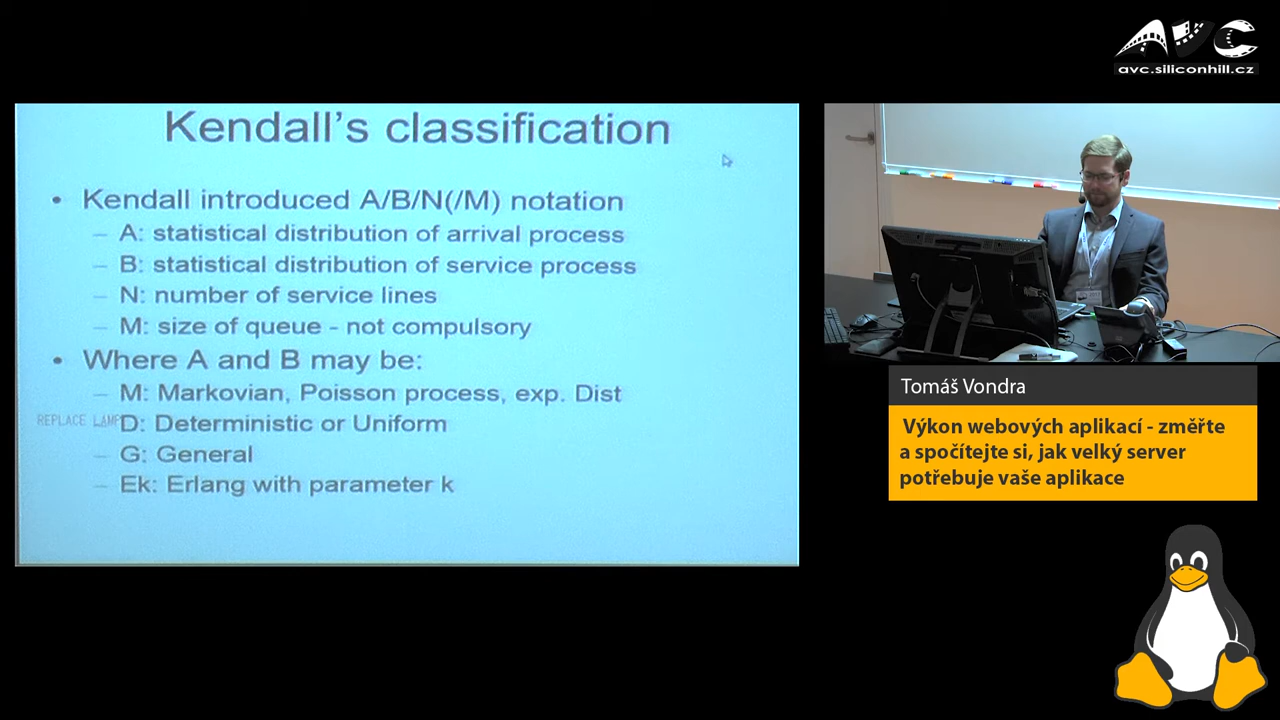 AVC
avc.siliconhill.cz
Kendall's classification
• Kendall introduced A/B/N(/M) notation
– A: statistical distribution of arrival process
– B: statistical distribution of service process
– N: number of service lines
– M: size of queue - not compulsory
• Where A and B may be:
– M: Markovian, Poisson process, exp. Dist
REPLACE LAMP
– D: Deterministic or Uniform
– G: General
– Ek: Erlang with parameter k
Tomáš Vondra
Výkon webových aplikací - změřte
a spočítejte si, jak velký server
potřebuje vaše aplikace